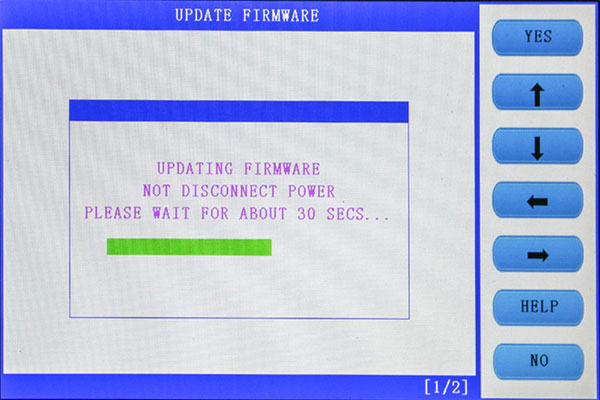 UPDATE FIRMWARE
YES
UPDATING FIRMWARE
NOT DISCONNECT POWER
PLEASE WAIT FOR ABOUT 30 SECS...
HELP
NO
[1/2]